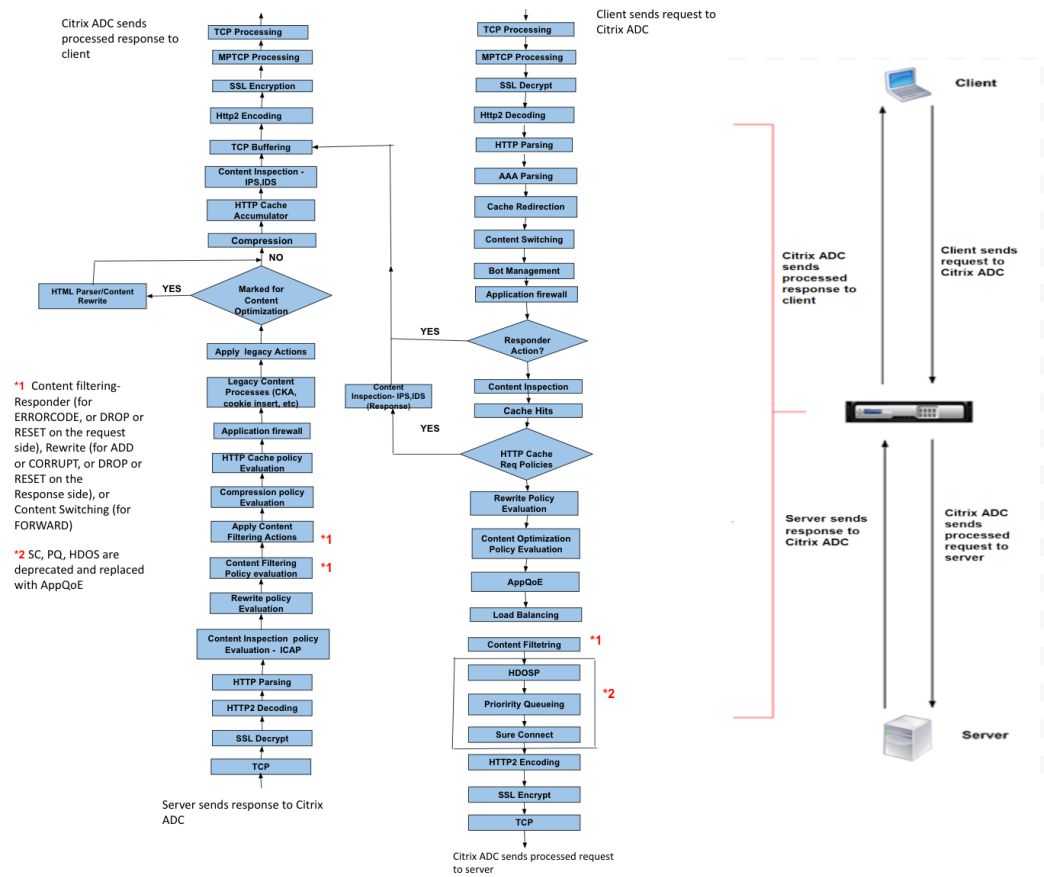 Citrix ADC sends
processed response to
client
TCP Processing
MPTCP Processing
SSL Encryption
Http2 Encoding
TCP Buffering
Content Inspection -
IPS,IDS
HTTP Cache
Accumulator
Compression
NO
HTML Parser/Content
Rewrite
YES
Marked for
Content
Optimization
Apply legacy Actions
Legacy Content
Processes (CKA,
cookie insert, etc)
Application firewall
HTTP Cache policy
Evaluation
Compression policy
Evaluation
Apply Content
Filtering Actions
*1
Content Filtering
Policy evaluation
*1
Rewrite policy
Evaluation
Content Inspection policy
Evaluation - ICAP
HTTP Parsing
HTTP2 Decoding
SSL Decrypt
TCP
Server sends response to Citrix
ADC
*1 Content filtering-
Responder (for
ERRORCODE, or DROP or
RESET on the request
side), Rewrite (for ADD
or CORRUPT, or DROP or
RESET on the
Response side), or
Content Switching (for
FORWARD)
*2 SC, PQ, HDOS are
deprecated and replaced
with AppQoE
Client sends request to
Citrix ADC
TCP Processing
MPTCP Processing
SSL Decrypt
Http2 Decoding
HTTP Parsing
AAA Parsing
Cache Redirection
Content Switching
Bot Management
Application firewall
YES
Responder
Action?
Content Inspection
Content
Inspection- IPS,IDS
(Response)
Cache Hits
YES
HTTP Cache
Req Policies
Rewrite Policy
Evaluation
Content Optimization
Policy Evaluation
AppQoE
Load Balancing
Content Filtetring
*1
HDOSP
*2
Prioririty Queueing
Sure Connect
HTTP2 Encoding
SSL Encrypt
TCP
Citrix ADC sends processed request
to server
Client
Citrix ADC
sends
processed
response to
client
Client sends
request to
Citrix ADC
Server sends
response to
Citrix ADC
Citrix ADC
sends
processed
request to
server
Server